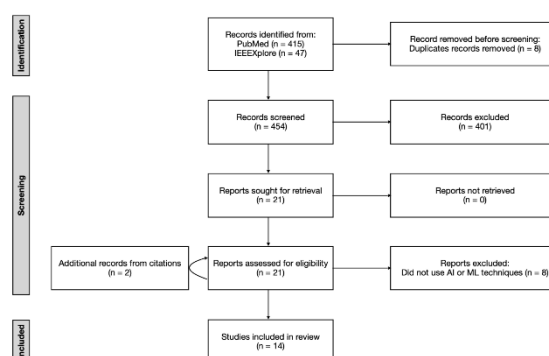 Identification
Records identified from:
PubMed (n = 415)
IEEEXplore (n = 47)
Record removed before screening:
Duplicates records removed (n = 8)
Screening
Records screened
(n = 454)
Records excluded
(n = 401)
Reports sought for retrieval
(n = 21)
Reports not retrieved
(n = 0)
Additional records from citations
(n = 2)
Reports assessed for eligibility
(n = 21)
Reports excluded:
Did not use AI or ML techniques (n = 8)
ncluded
Studies included in review
(n = 14)